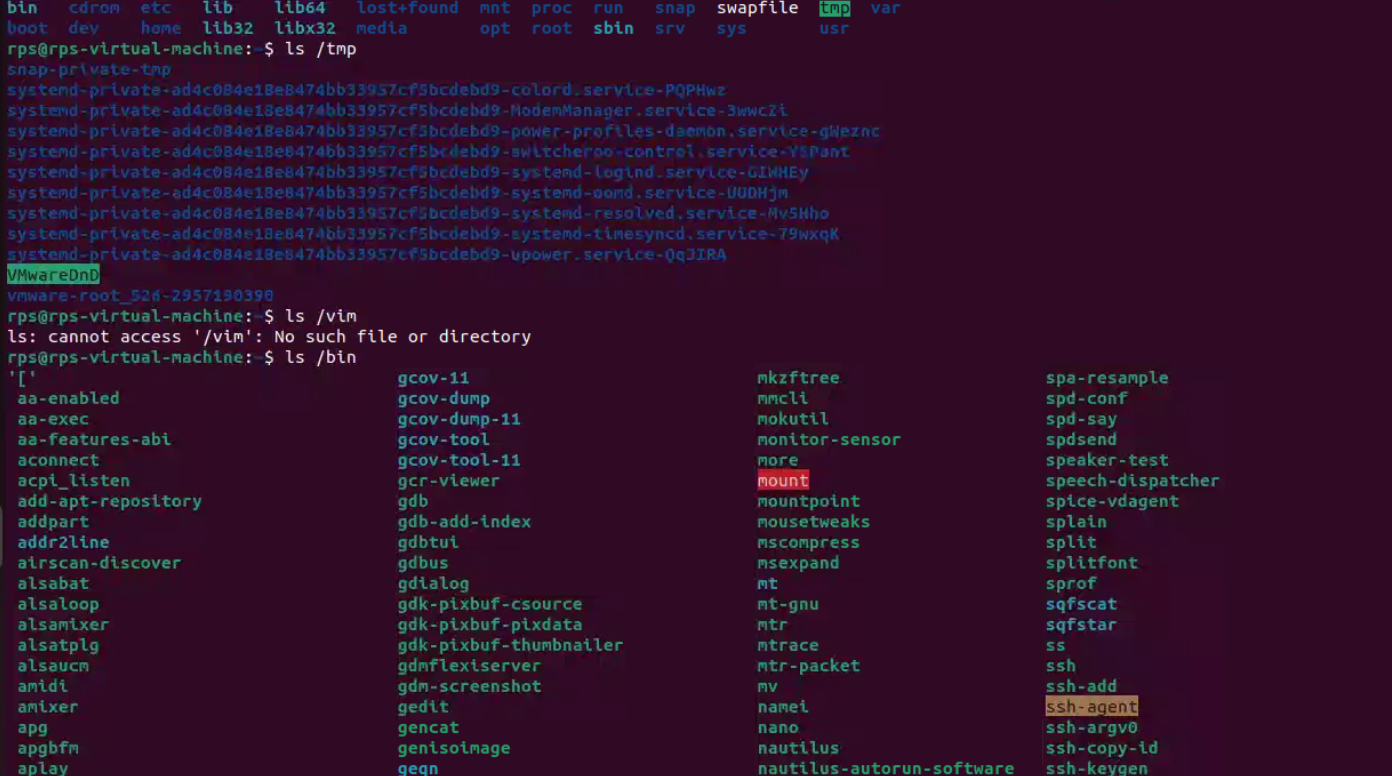 bin cdrom etc lib lib64 lost+found mnt proc run snap swapfile tmp var
boot dev home lib32 libx32 media opt root sbin srv sys usr
rps@rps-virtual-machine:~$ ls /tmp
snap-private-tmp
systemd-private-ad4c084e18e8474bb33957cf5bcdebd9-colord.service-PQPHwz
systemd-private-ad4c084e18e8474bb33957cf5bcdebd9-ModemManager.service-3wwcZi
systemd-private-ad4c084e18e8474bb33957cf5bcdebd9-power-profiles-daemon.service-gWeznc
systemd-private-ad4c084e18e8474bb33957cf5bcdebd9-switcheroo-control.service-YSPant
systemd-private-ad4c084e18e8474bb33957cf5bcdebd9-systemd-logind.service-GIWHEy
systemd-private-ad4c084e18e8474bb33957cf5bcdebd9-systemd-oomd.service-UUDHjm
systemd-private-ad4c084e18e8474bb33957cf5bcdebd9-systemd-resolved.service-Mv5Hho
systemd-private-ad4c084e18e8474bb33957cf5bcdebd9-systemd-timesyncd.service-79wxqK
systemd-private-ad4c084e18e8474bb33957cf5bcdebd9-upower.service-QqJIRA
VMwareDnD
vmware-root_526-2957190390
rps@rps-virtual-machine:~$ ls /vim
ls: cannot access '/vim': No such file or directory
rps@rps-virtual-machine:~$ ls /bin
'[' gcov-11 mkzftree spa-resample
aa-enabled gcov-dump mmcli spd-conf
aa-exec gcov-dump-11 mokutil spd-say
aa-features-abi gcov-tool monitor-sensor spdsend
aconnect gcov-tool-11 more speaker-test
acpi_listen gcr-viewer mount speech-dispatcher
add-apt-repository gdb mountpoint spice-vdagent
addpart gdb-add-index mousetweaks splain
addr2line gdbtui mscompress split
airscan-discover gdbus msexpand splitfont
alsabat gdialog mt sprof
alsaloop gdk-pixbuf-csource mt-gnu sqfscat
alsamixer gdk-pixbuf-pixdata mtr sqfstar
alsatplg gdk-pixbuf-thumbnailer mtrace ss
alsaucm gdmflexiserver mtr-packet ssh
amidi gdm-screenshot mv ssh-add
amixer gedit namei ssh-agent
apg gencat nano ssh-argv0
apgbfm genisoimage nautilus ssh-copy-id
aplay geqn nautilus-autorun-software ssh-keygen